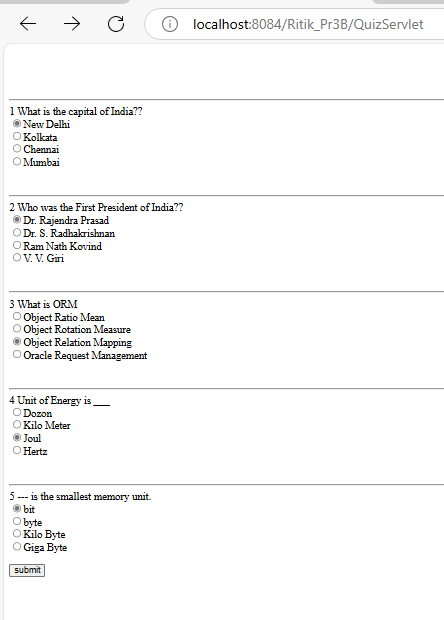 localhost:8084/Ritik_Pr3B/QuizServlet
1 What is the capital of India??
New Delhi
Kolkata
Chennai
Mumbai
2 Who was the First President of India??
Dr. Rajendra Prasad
Dr. S. Radhakrishnan
Ram Nath Kovind
V. V. Giri
3 What is ORM
Object Ratio Mean
Object Rotation Measure
Object Relation Mapping
Oracle Request Management
4 Unit of Energy is ___
Dozon
Kilo Meter
Joul
Hertz
5 --- is the smallest memory unit.
bit
byte
Kilo Byte
Giga Byte
submit